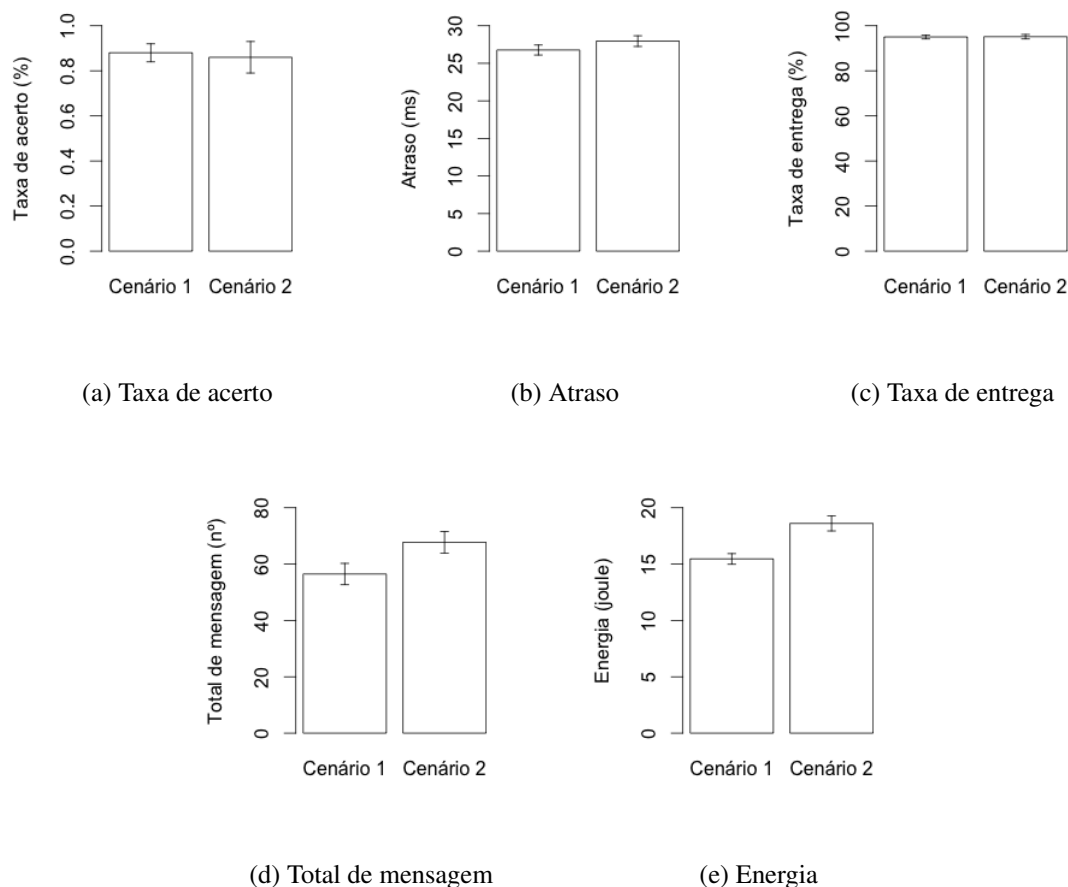 Taxa de acerto (%)
0.0 0.2 0.4 0.6 0.8 1.0
Cenário 1 Cenário 2
(a) Taxa de acerto
Atraso (ms)
0 5 10 15 20 25 30
Cenário 1 Cenário 2
(b) Atraso
Taxa de entrega (%)
0 20 40 60 80 100
Cenário 1 Cenário 2
(c) Taxa de entrega
Total de mensagem (nº)
0 20 40 60 80
Cenário 1 Cenário 2
(d) Total de mensagem
Energia (joule)
0 5 10 15 20
Cenário 1 Cenário 2
(e) Energia